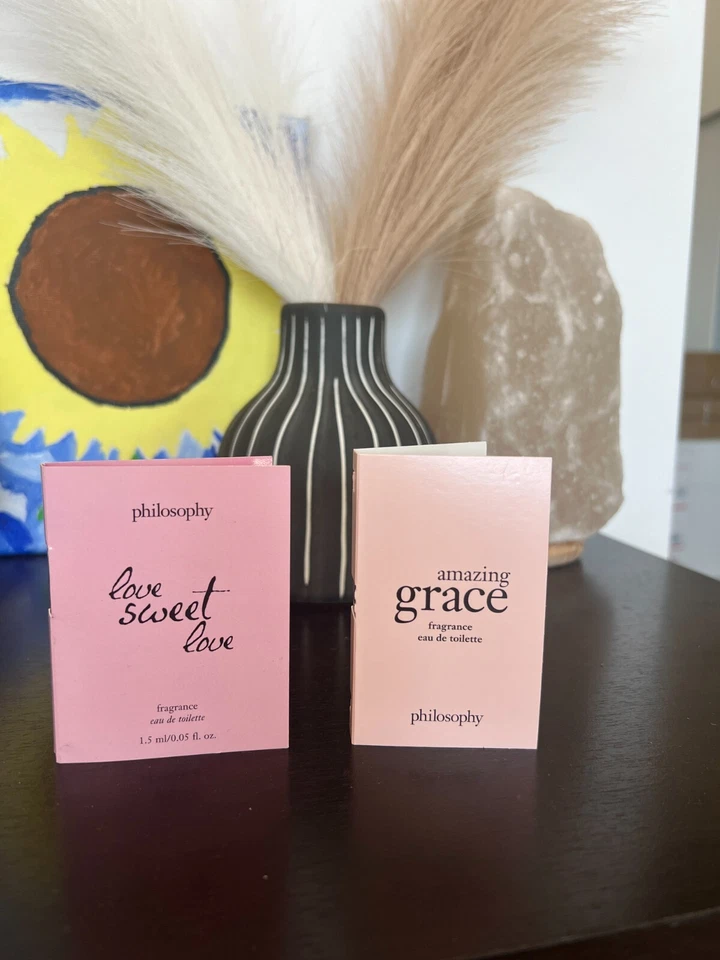 philosophy
love
sweet
love
fragrance
eau de toilette
1.5 ml/0.05 fl. oz.
amazing
grace
fragrance
eau de toilette
philosophy